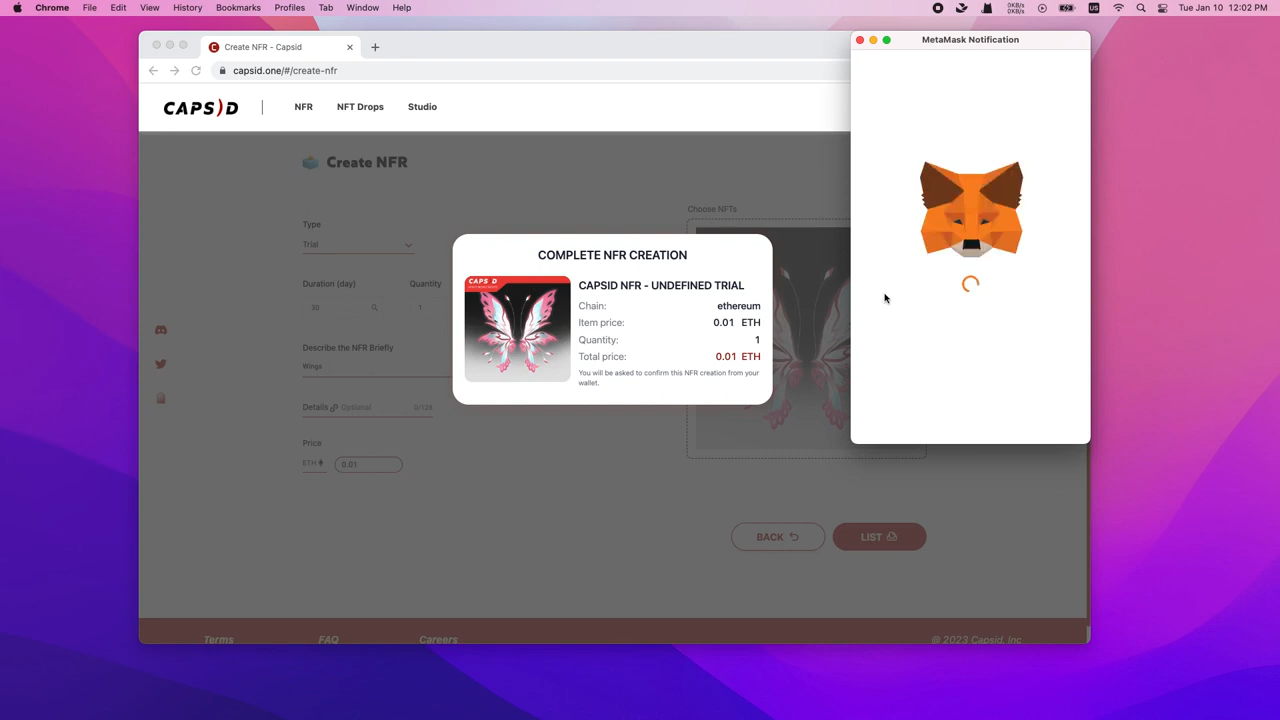 Chrome File Edit View History Bookmarks Profiles Tab Window Help
0KB/s
0KB/s
US
Tue Jan 10 12:02 PM
Create NFR - Capsid
capsid.one/#/create-nfr
MetaMask Notification
CAPS)D
NFR NFT Drops Studio
Create NFR
Type
Trial
Duration (day) Quantity
30 1
Describe the NFR Briefly
Wings
Details Optional 0/128
Price
ETH 0.01
Choose NFTs
COMPLETE NFR CREATION
CAPS D
CAPSID NFR - UNDEFINED TRIAL
Chain: ethereum
Item price: 0.01 ETH
Quantity: 1
Total price: 0.01 ETH
You will be asked to confirm this NFR creation from your
wallet.
BACK LIST
Terms FAQ Careers @ 2023 Capsid, Inc